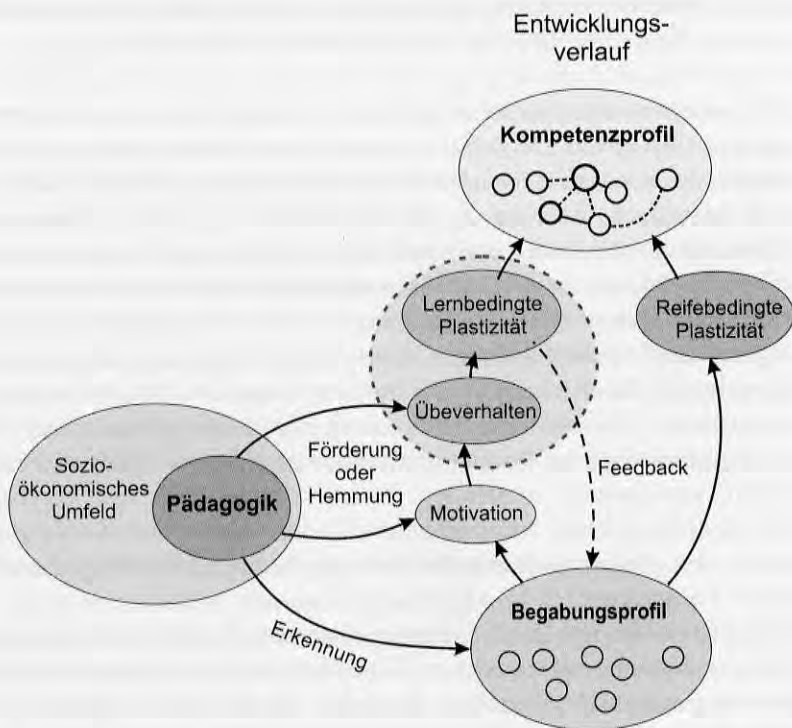 Entwicklungs-
verlauf
Kompetenzprofil
Lernbedingte
Plastizität
Reifebedingte
Plastizität
Übeverhalten
Sozio-
ökonomisches
Umfeld
Pädagogik
Förderung
oder
Hemmung
Feedback
Motivation
Erkennung
Begabungsprofil